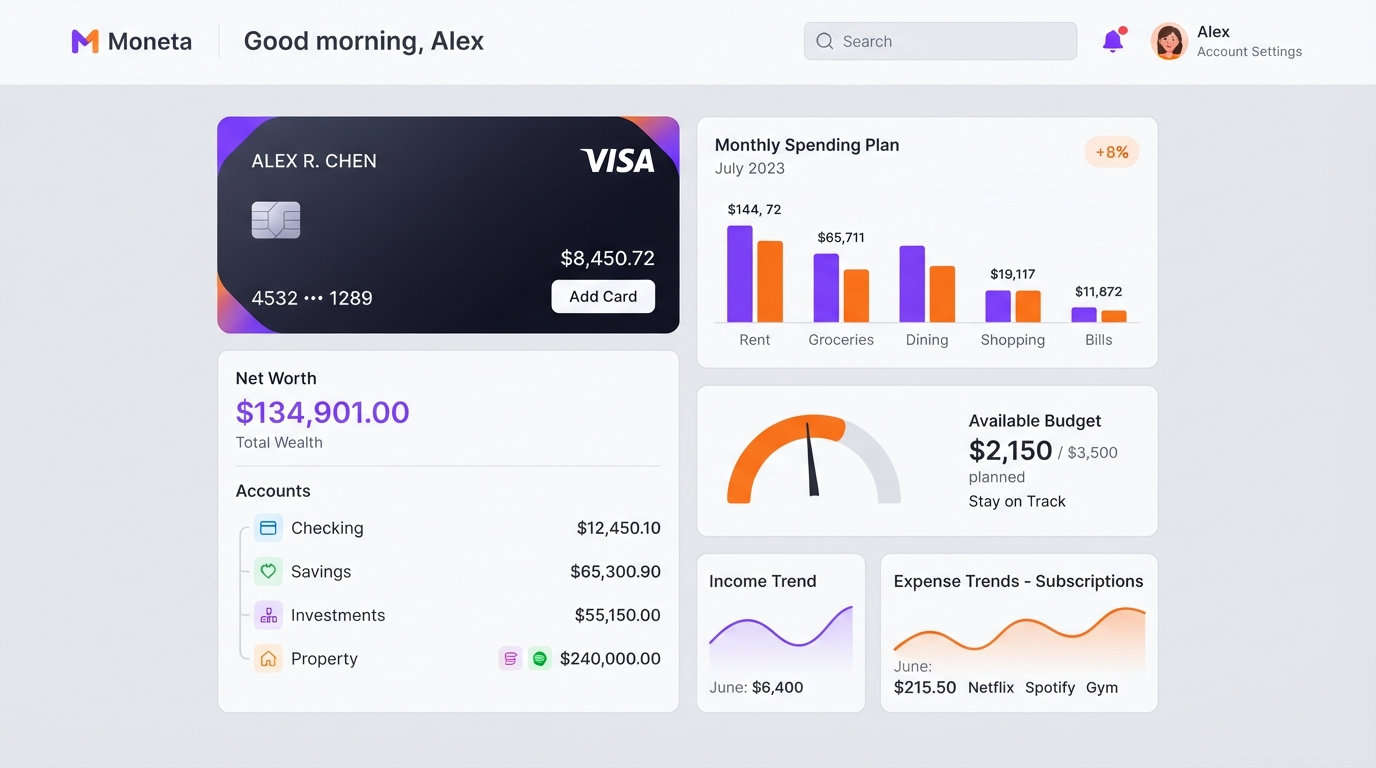 Moneta
Good morning, Alex
Search
Alex
Account Settings
ALEX R. CHEN
VISA
$8,450.72
4532 ••• 1289
Add Card
Net Worth
$134,901.00
Total Wealth
Accounts
Checking $12,450.10
Savings $65,300.90
Investments $55,150.00
Property $240,000.00
Monthly Spending Plan
July 2023
+8%
$144, 72
$65,711
$19,117
$11,872
Rent Groceries Dining Shopping Bills
Available Budget
$2,150 / $3,500
planned
Stay on Track
Income Trend
June: $6,400
Expense Trends - Subscriptions
June:
$215.50 Netflix Spotify Gym